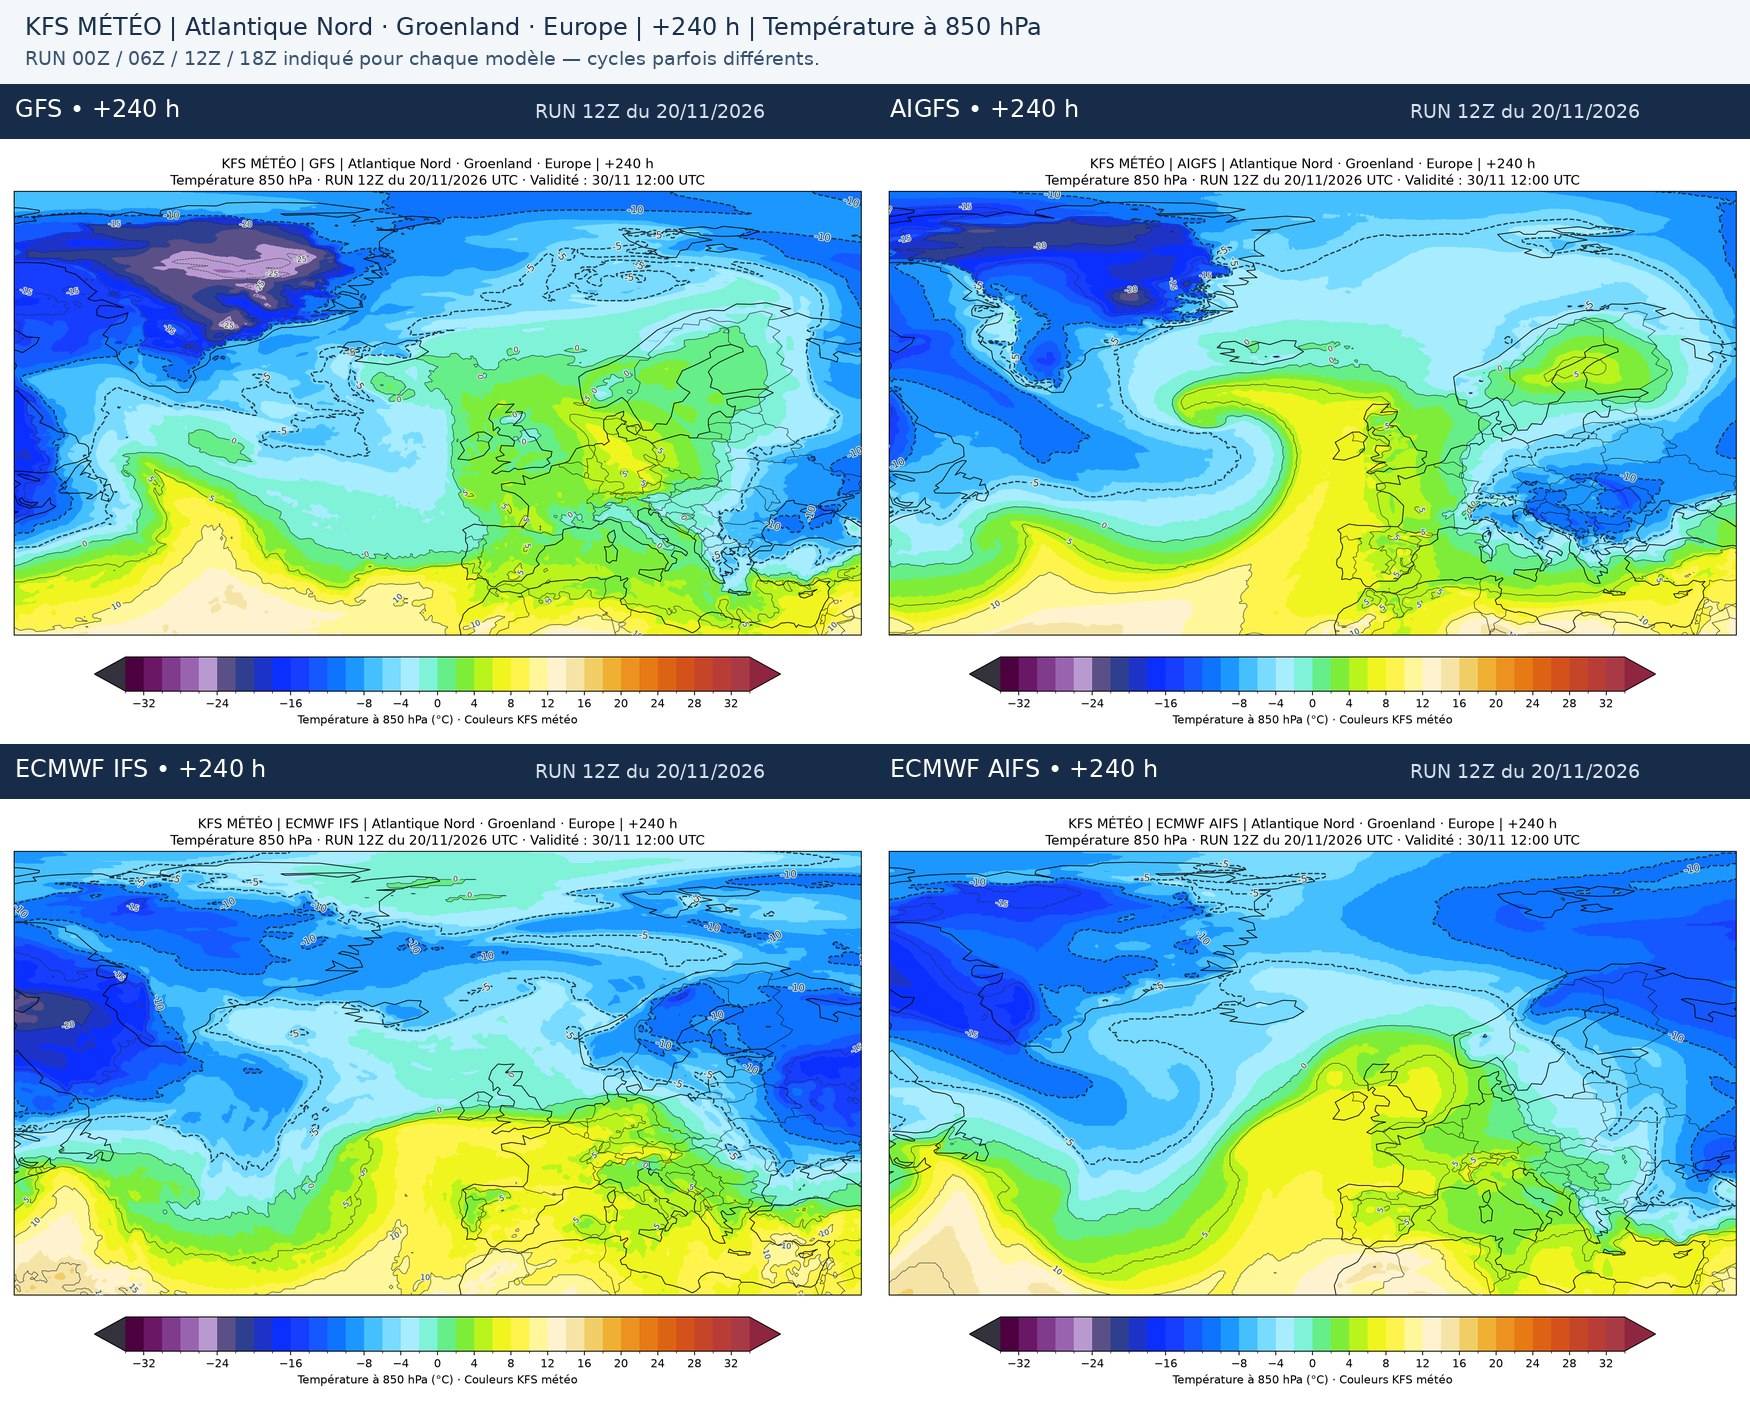 KFS MÉTÉO | Atlantique Nord · Groenland · Europe | +240 h | Température à 850 hPa
RUN 00Z / 06Z / 12Z / 18Z indiqué pour chaque modèle — cycles parfois différents.
GFS • +240 h RUN 12Z du 20/11/2026
KFS MÉTÉO | GFS | Atlantique Nord · Groenland · Europe | +240 h
Température 850 hPa · RUN 12Z du 20/11/2026 UTC · Validité : 30/11 12:00 UTC
−32 −24 −16 −8 −4 0 4 8 12 16 20 24 28 32
Température à 850 hPa (°C) · Couleurs KFS météo
AIGFS • +240 h RUN 12Z du 20/11/2026
KFS MÉTÉO | AIGFS | Atlantique Nord · Groenland · Europe | +240 h
Température 850 hPa · RUN 12Z du 20/11/2026 UTC · Validité : 30/11 12:00 UTC
−32 −24 −16 −8 −4 0 4 8 12 16 20 24 28 32
Température à 850 hPa (°C) · Couleurs KFS météo
ECMWF IFS • +240 h RUN 12Z du 20/11/2026
KFS MÉTÉO | ECMWF IFS | Atlantique Nord · Groenland · Europe | +240 h
Température 850 hPa · RUN 12Z du 20/11/2026 UTC · Validité : 30/11 12:00 UTC
−32 −24 −16 −8 −4 0 4 8 12 16 20 24 28 32
Température à 850 hPa (°C) · Couleurs KFS météo
ECMWF AIFS • +240 h RUN 12Z du 20/11/2026
KFS MÉTÉO | ECMWF AIFS | Atlantique Nord · Groenland · Europe | +240 h
Température 850 hPa · RUN 12Z du 20/11/2026 UTC · Validité : 30/11 12:00 UTC
−32 −24 −16 −8 −4 0 4 8 12 16 20 24 28 32
Température à 850 hPa (°C) · Couleurs KFS météo